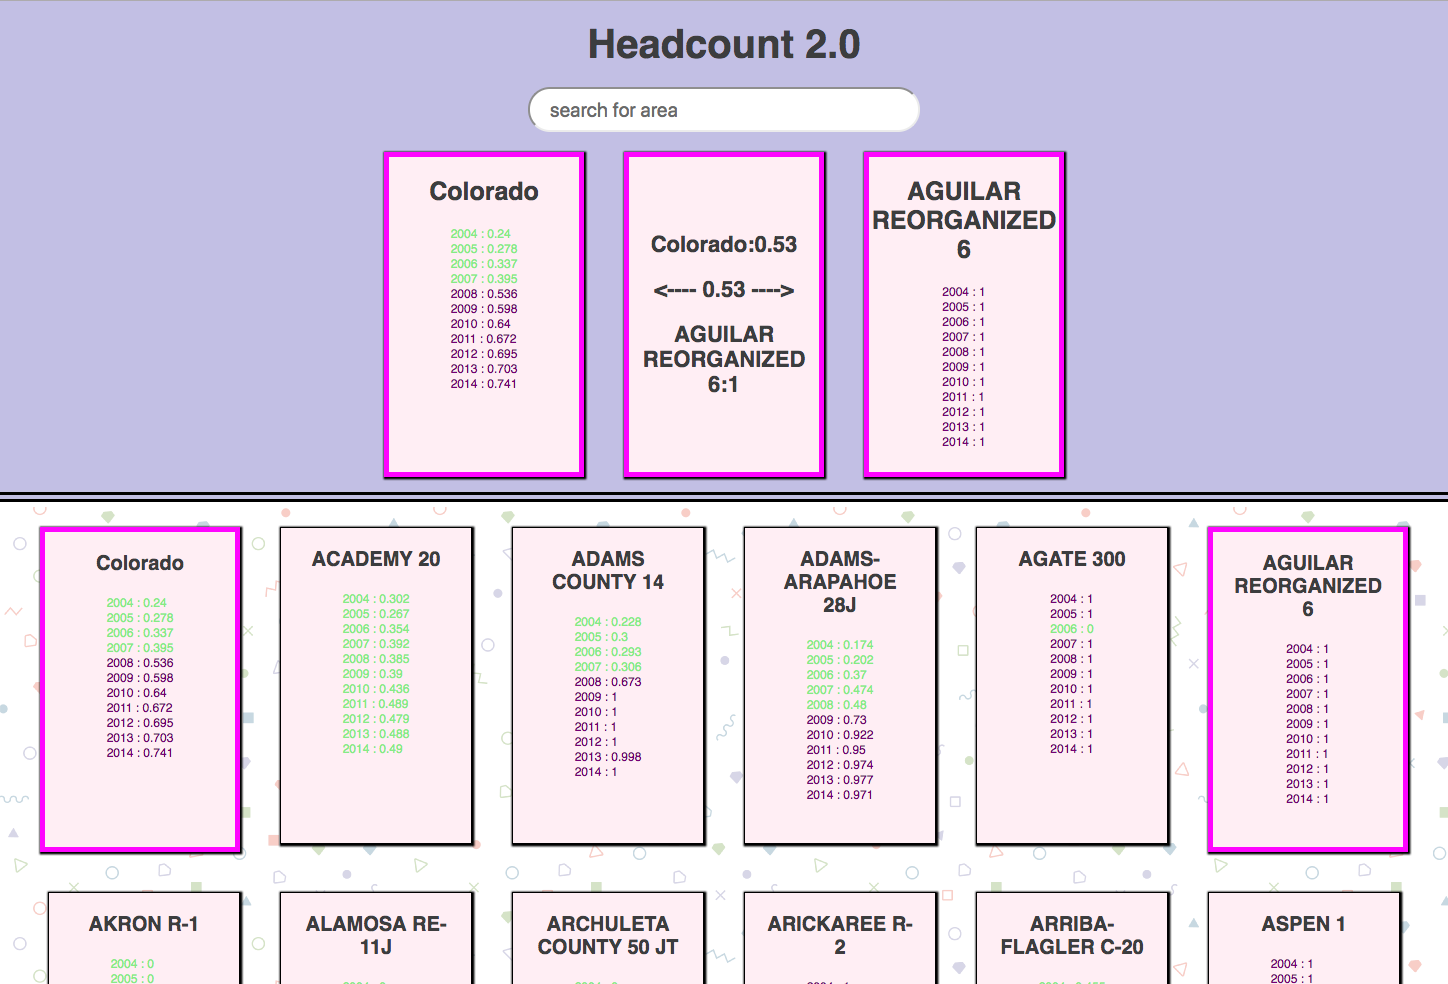 Headcount 2.0
search for area
Colorado
2004 : 0.24
2005 : 0.278
2006 : 0.337
2007 : 0.395
2008 : 0.536
2009 : 0.598
2010 : 0.64
2011 : 0.672
2012 : 0.695
2013 : 0.703
2014 : 0.741
Colorado:0.53
<---- 0.53 ---->
AGUILAR
REORGANIZED
6:1
AGUILAR
REORGANIZED
6
2004 : 1
2005 : 1
2006 : 1
2007 : 1
2008 : 1
2009 : 1
2010 : 1
2011 : 1
2012 : 1
2013 : 1
2014 : 1
Colorado
2004 : 0.24
2005 : 0.278
2006 : 0.337
2007 : 0.395
2008 : 0.536
2009 : 0.598
2010 : 0.64
2011 : 0.672
2012 : 0.695
2013 : 0.703
2014 : 0.741
ACADEMY 20
2004 : 0.302
2005 : 0.267
2006 : 0.354
2007 : 0.392
2008 : 0.385
2009 : 0.39
2010 : 0.436
2011 : 0.489
2012 : 0.479
2013 : 0.488
2014 : 0.49
ADAMS
COUNTY 14
2004 : 0.228
2005 : 0.3
2006 : 0.293
2007 : 0.306
2008 : 0.673
2009 : 1
2010 : 1
2011 : 1
2012 : 1
2013 : 0.998
2014 : 1
ADAMS-
ARAPAHOE
28J
2004 : 0.174
2005 : 0.202
2006 : 0.37
2007 : 0.474
2008 : 0.48
2009 : 0.73
2010 : 0.922
2011 : 0.95
2012 : 0.974
2013 : 0.977
2014 : 0.971
AGATE 300
2004 : 1
2005 : 1
2006 : 0
2007 : 1
2008 : 1
2009 : 1
2010 : 1
2011 : 1
2012 : 1
2013 : 1
2014 : 1
AGUILAR
REORGANIZED
6
2004 : 1
2005 : 1
2006 : 1
2007 : 1
2008 : 1
2009 : 1
2010 : 1
2011 : 1
2012 : 1
2013 : 1
2014 : 1
AKRON R-1
2004 : 0
2005 : 0
ALAMOSA RE-
11J
ARCHULETA
COUNTY 50 JT
ARICKAREE R-
2
ARRIBA-
FLAGLER C-20
ASPEN 1
2004 : 1
2005 : 1